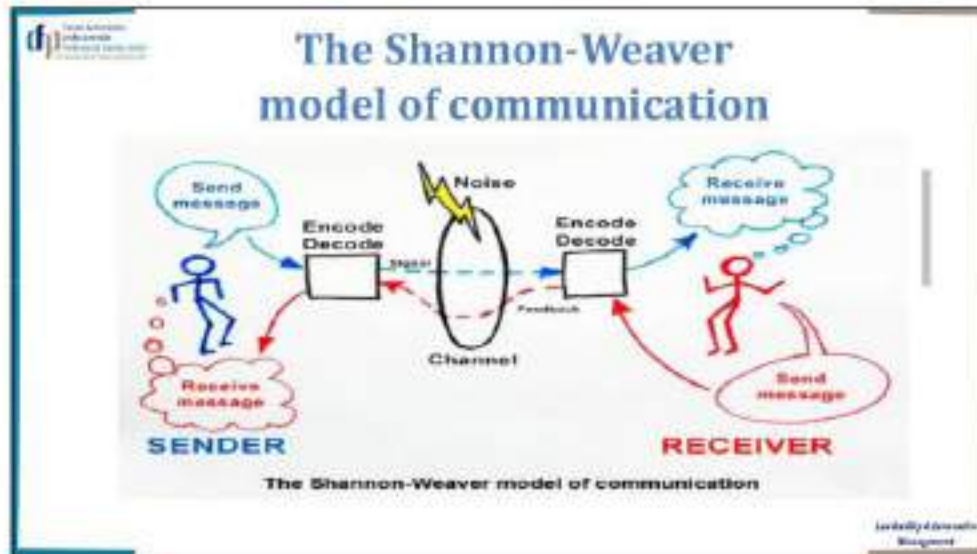 The Shannon-Weaver
model of communication
Send
message
Noise
Receive
message
Encode
Decode
Encode
Decode
Signal
Feedback
Channel
Receive
message
Send
message
SENDER
RECEIVER
The Shannon-Weaver model of communication
Management